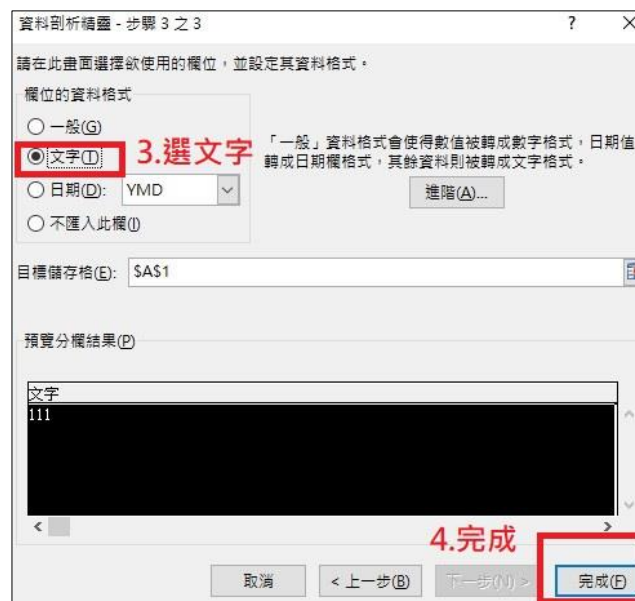 資料剖析精靈 - 步驟 3 之 3
? ✕
請在此畫面選擇欲使用的欄位，並設定其資料格式。
欄位的資料格式
一般(G)
文字(T)
3.選文字
日期(D): YMD
不匯入此欄(I)
「一般」資料格式會使得數值被轉成數字格式，日期值
轉成日期欄格式，其餘資料則被轉成文字格式。
進階(A)...
目標儲存格(E): $A$1
預覽分欄結果(P)
文字
111
4.完成
取消 < 上一步(B) 下一步(N) > 完成(F)